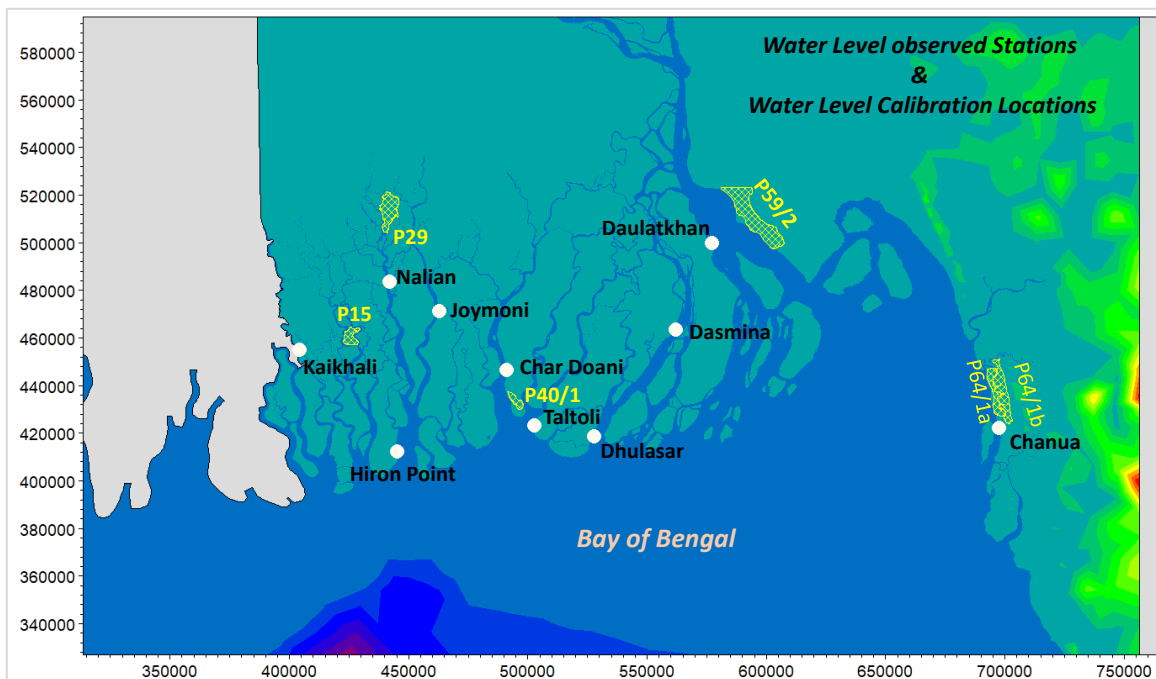 Water Level observed Stations
&
Water Level Calibration Locations
580000
560000
540000
520000
500000
480000
460000
440000
420000
400000
380000
360000
340000
P59/2
P29
Daulatkhan
Nalian
Joymoni
P15
Dasmina
Kaikhali
Char Doani
P40/1
P64/1a
P64/1b
Taltoli
Dhulasar
Chanua
Hiron Point
Bay of Bengal
350000 400000 450000 500000 550000 600000 650000 700000 750000